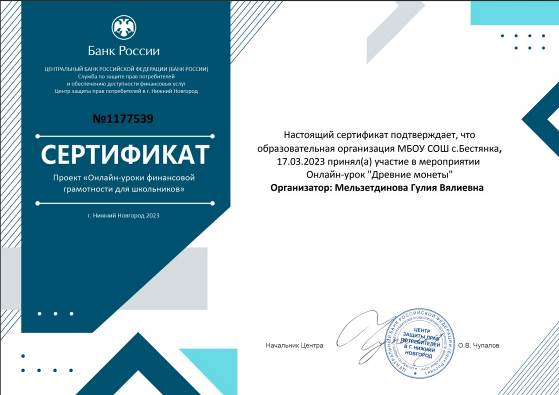 Банк России
ЦЕНТРАЛЬНЫЙ БАНК РОССИЙСКОЙ ФЕДЕРАЦИИ (БАНК РОССИИ)
Служба по защите прав потребителей
и обеспечению доступности финансовых услуг
Центр защиты прав потребителей в г. Нижний Новгород
№1177539
СЕРТИФИКАТ
Проект «Онлайн-уроки финансовой
грамотности для школьников»
г. Нижний Новгород 2023
Настоящий сертификат подтверждает, что
образовательная организация МБОУ СОШ с.Бестянка,
17.03.2023 принял(а) участие в мероприятии
Онлайн-урок "Древние монеты"
Организатор: Мельзетдинова Гулия Вялиевна
Начальник Центра
ЦЕНТР
ЗАЩИТЫ ПРАВ
ПОТРЕБИТЕЛЕЙ
В Г. НИЖНИЙ
НОВГОРОД
О.В. Чупалов